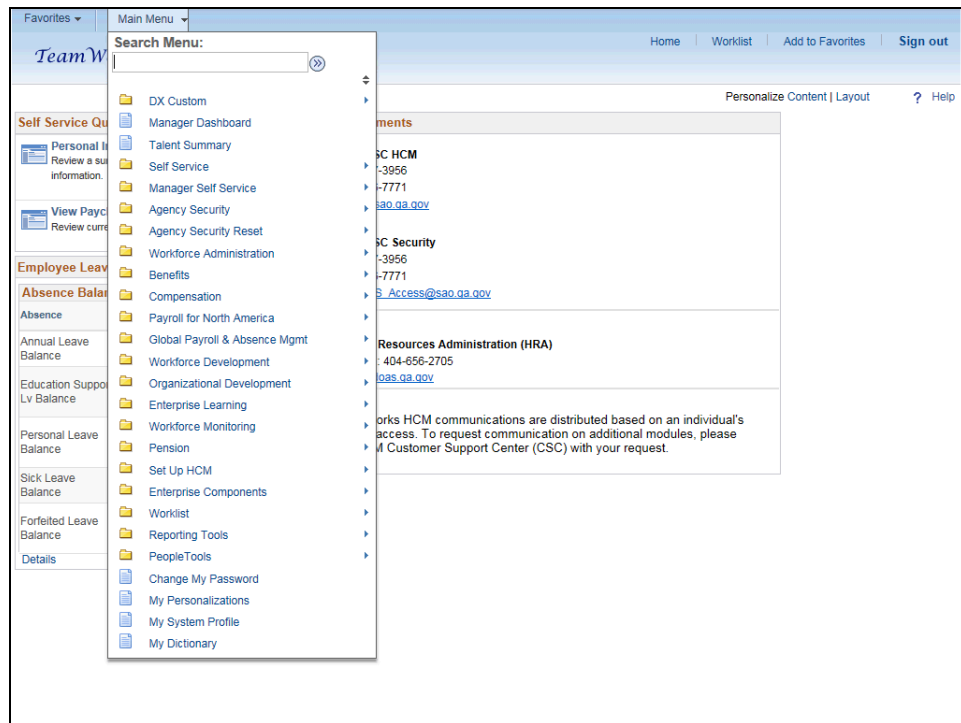 Favorites
Main Menu
TeamW
Home
Worklist
Add to Favorites
Sign out
Search Menu:
Personalize Content | Layout
? Help
DX Custom
Manager Dashboard
Talent Summary
Self Service
Manager Self Service
Agency Security
Agency Security Reset
Workforce Administration
Benefits
Compensation
Payroll for North America
Global Payroll & Absence Mgmt
Workforce Development
Organizational Development
Enterprise Learning
Workforce Monitoring
Pension
Set Up HCM
Enterprise Components
Worklist
Reporting Tools
PeopleTools
Change My Password
My Personalizations
My System Profile
My Dictionary
Self Service Qu
Personal I
Review a su
information.
View Payc
Review curre
Employee Leav
Absence Balan
Absence
Annual Leave
Balance
Education Suppo
Lv Balance
Personal Leave
Balance
Sick Leave
Balance
Forfeited Leave
Balance
Details
ments
SC HCM
-3956
-7771
sao.ga.gov
SC Security
-3956
-7771
S_Access@sao.ga.gov
Resources Administration (HRA)
: 404-656-2705
doas.ga.gov
orks HCM communications are distributed based on an individual's
access. To request communication on additional modules, please
M Customer Support Center (CSC) with your request.